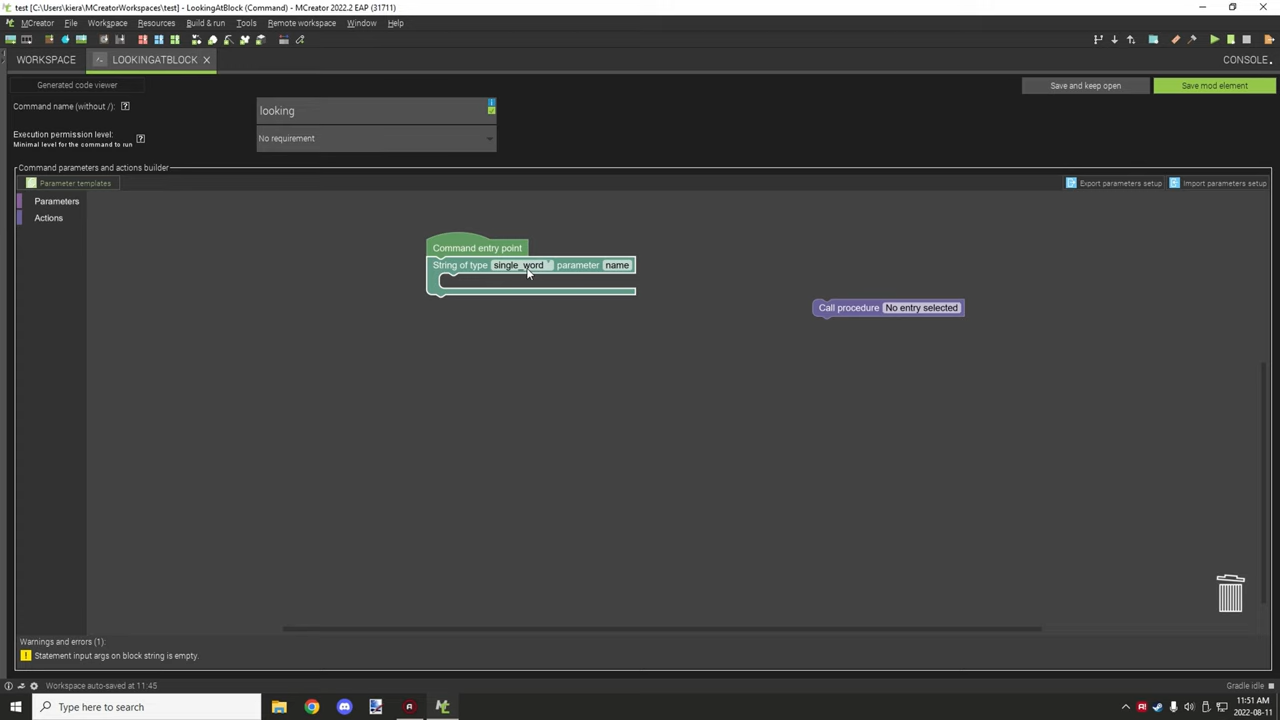 test [C:\Users\kiera\MCreatorWorkspaces\test] - LookingAtBlock (Command) - MCreator 2022.2 EAP (31711)
MCreator File Workspace Resources Build & run Tools Remote workspace Window Help
WORKSPACE LOOKINGATBLOCK CONSOLE
Generated code viewer Save and keep open Save mod element
Command name (without /): ? looking
Execution permission level: ? No requirement
Minimal level for the command to run
Command parameters and actions builder
Parameter templates Export parameters setup Import parameters setup
Parameters
Actions
Command entry point
String of type single_word parameter name
Call procedure No entry selected
Warnings and errors (1):
Statement input args on block string is empty.
Workspace auto-saved at 11:45 Gradle idle
Type here to search
11:51 AM
2022-08-11